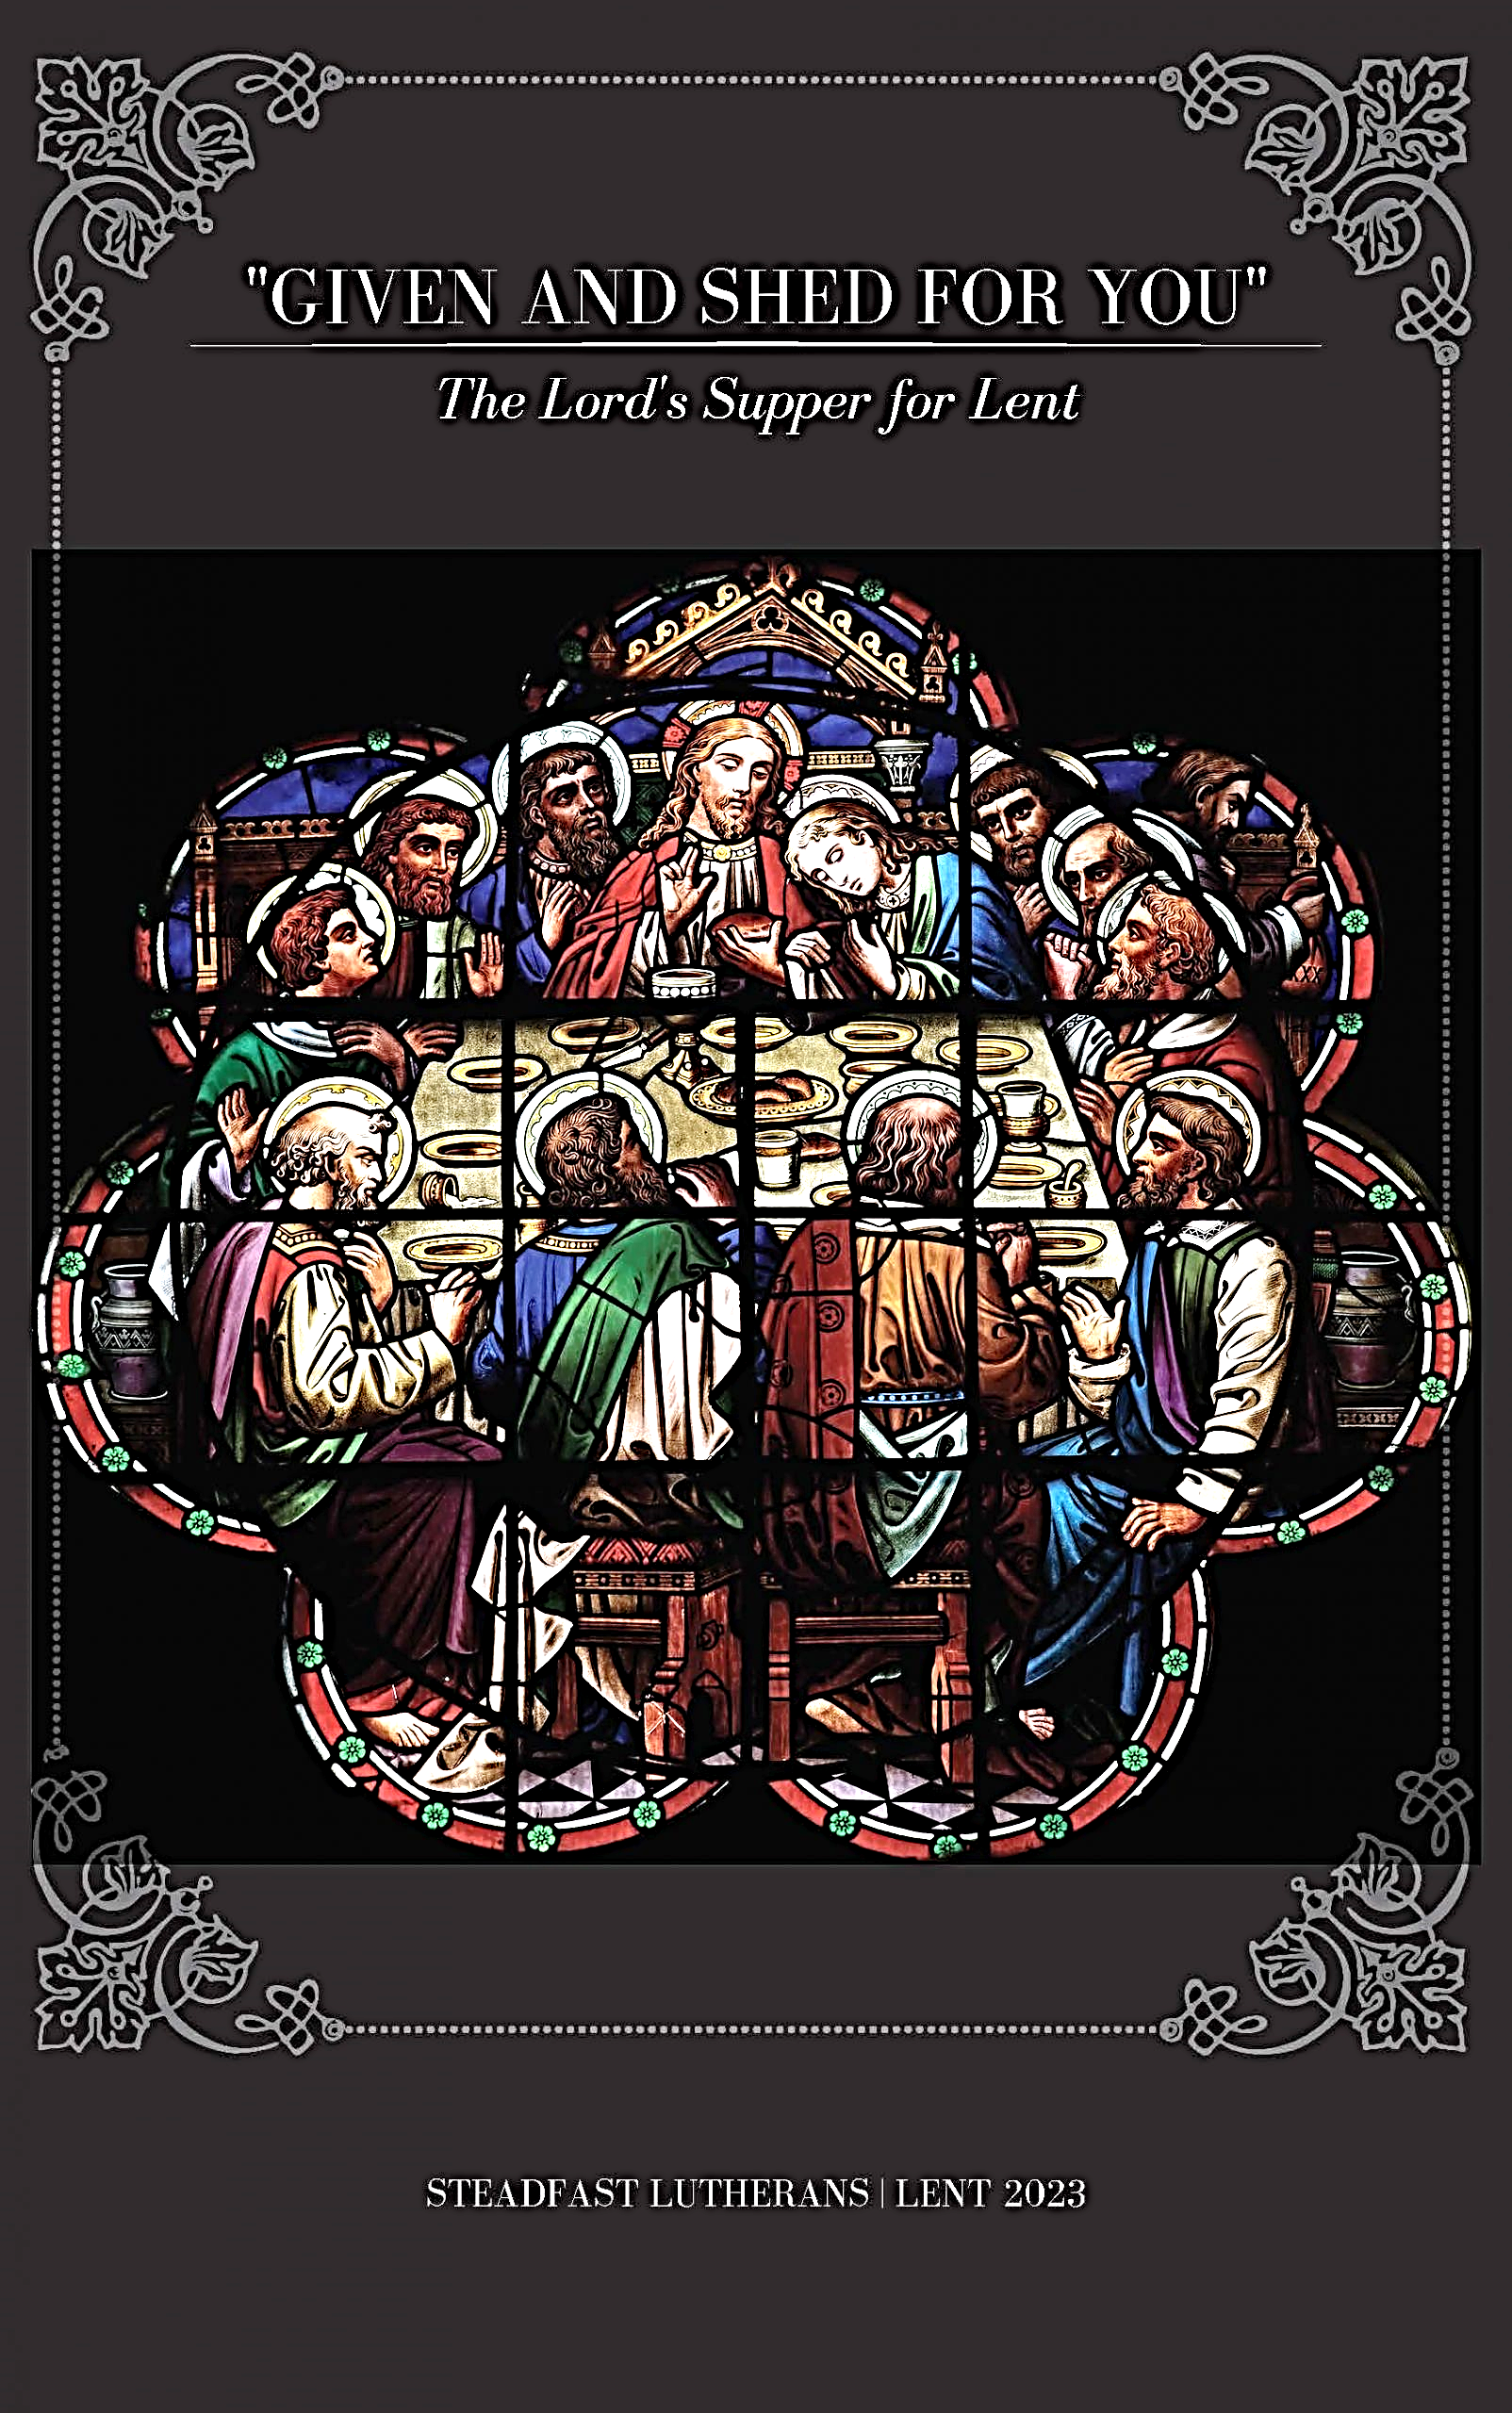 "GIVEN AND SHED FOR YOU"
The Lord's Supper for Lent
STEADFAST LUTHERANS | LENT 2023